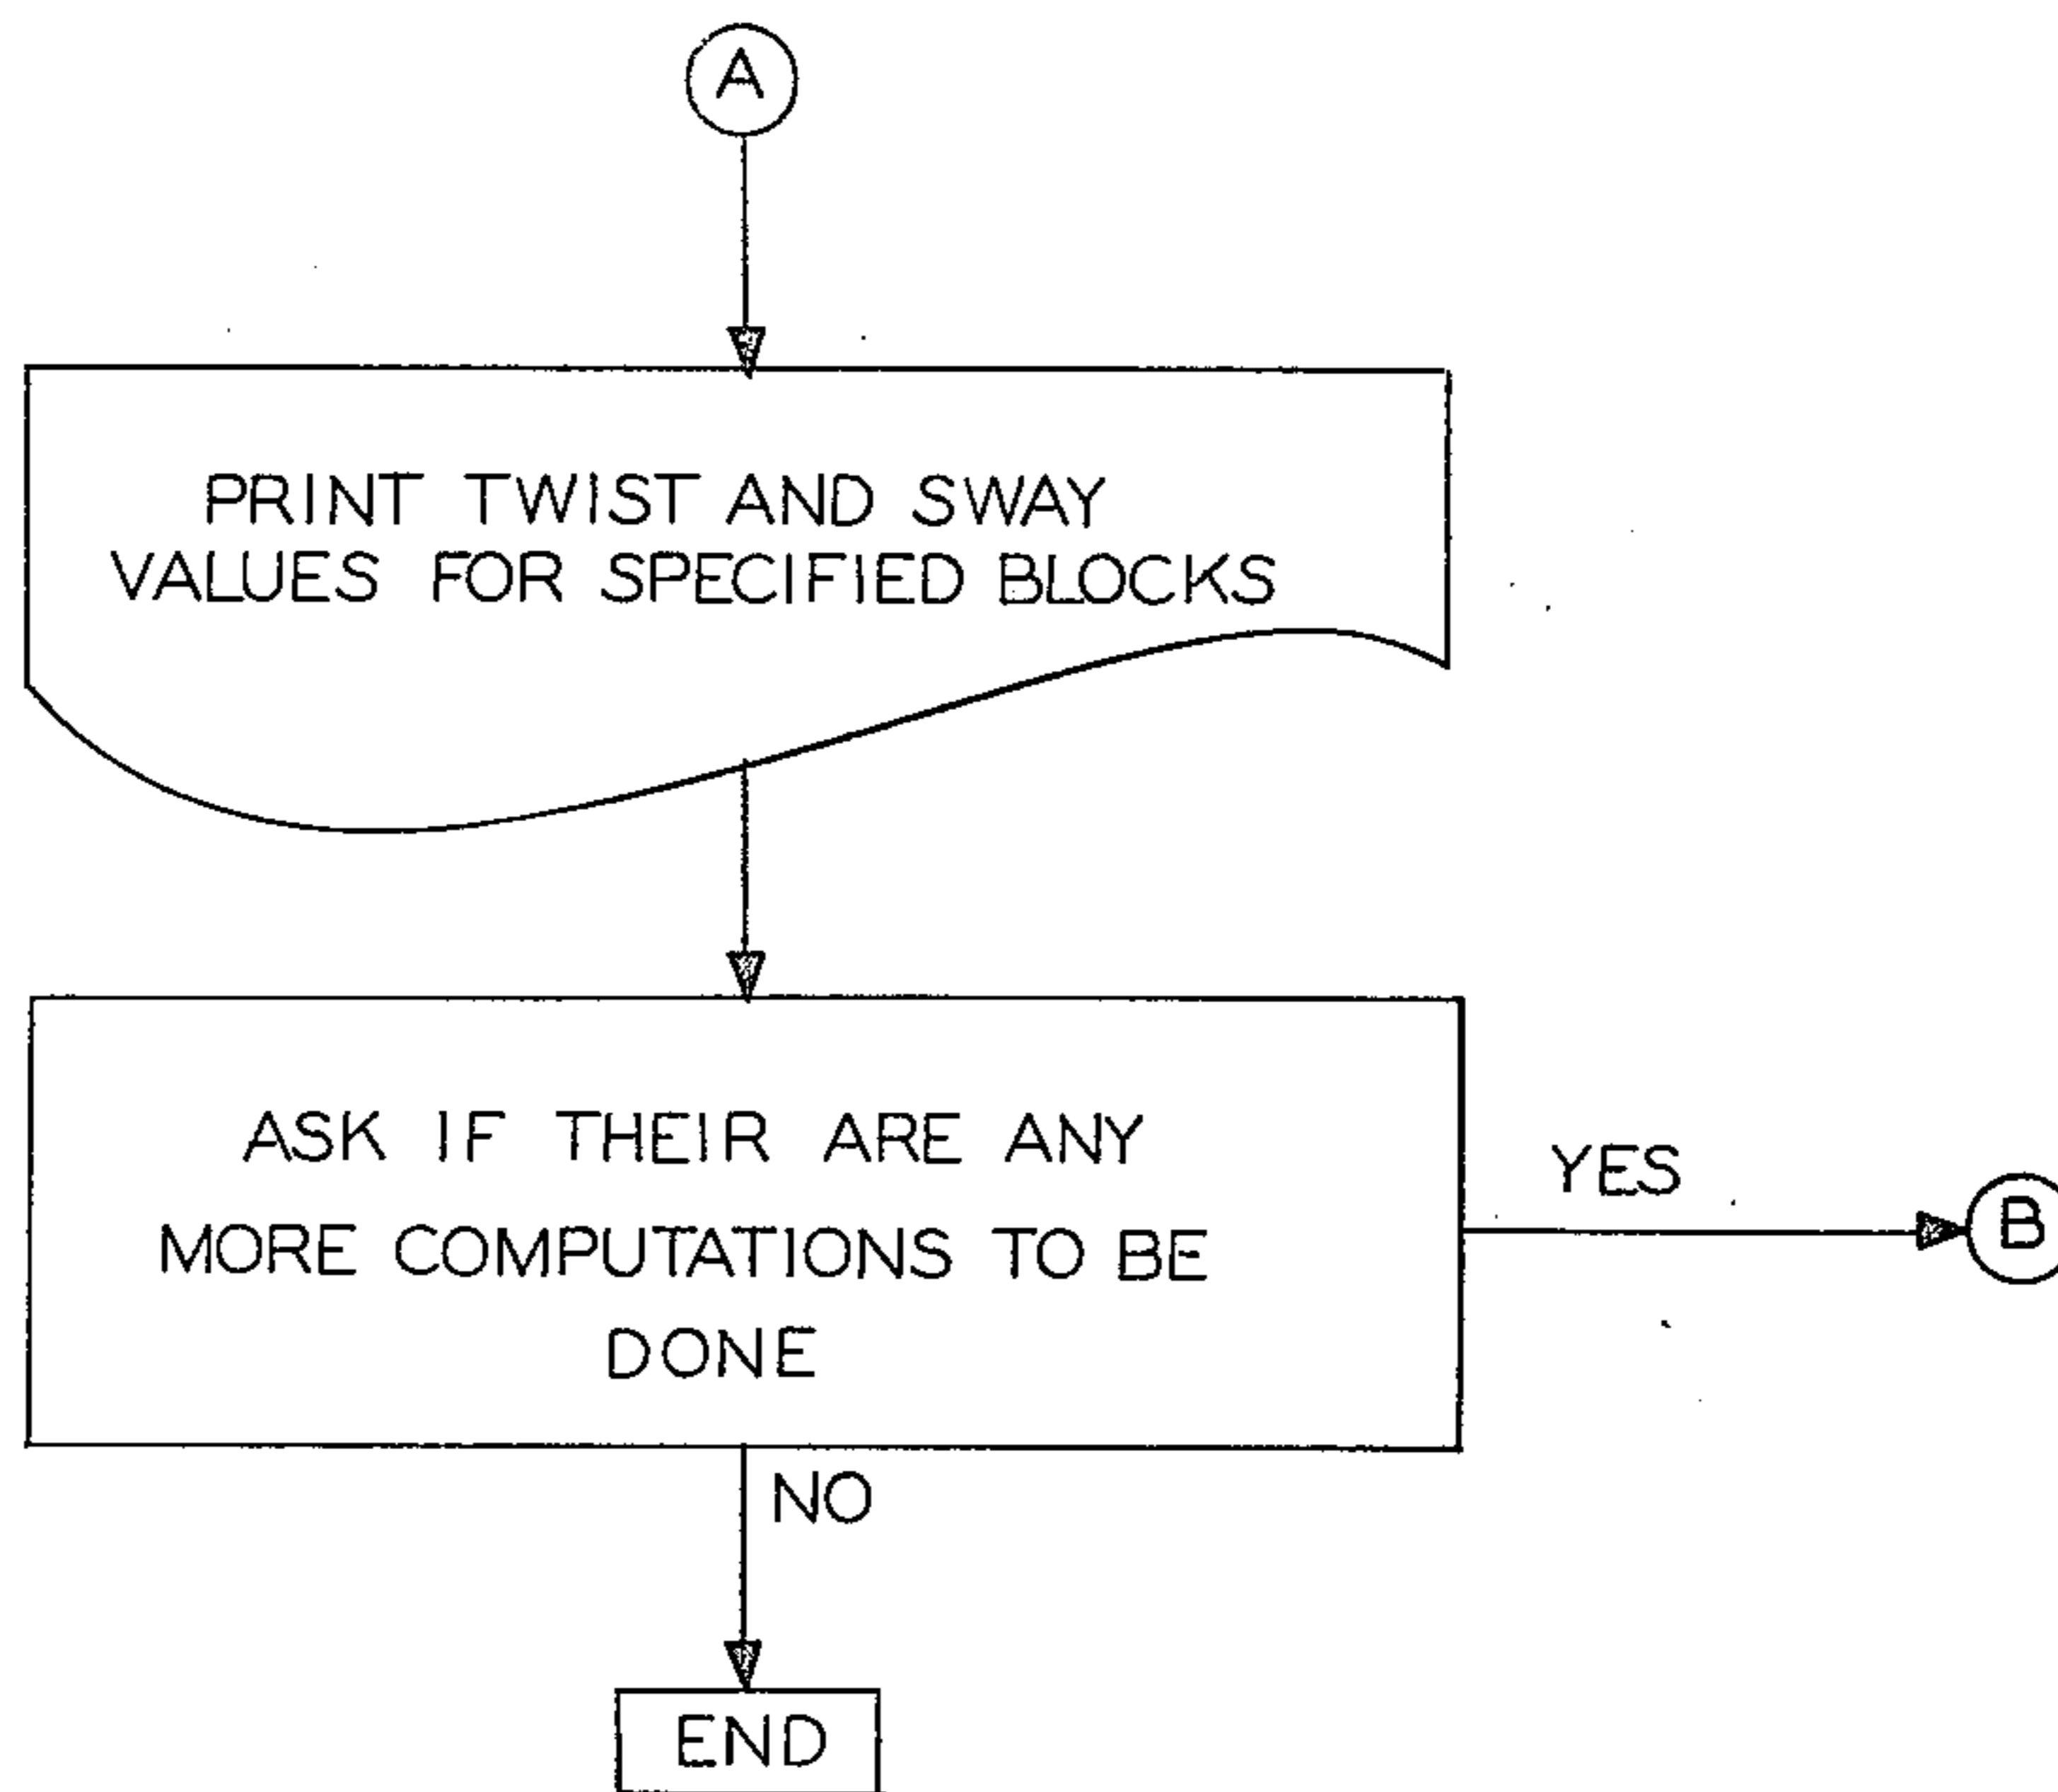 A
PRINT TWIST AND SWAY
VALUES FOR SPECIFIED BLOCKS
ASK IF THEIR ARE ANY
MORE COMPUTATIONS TO BE
DONE
YES
B
NO
END